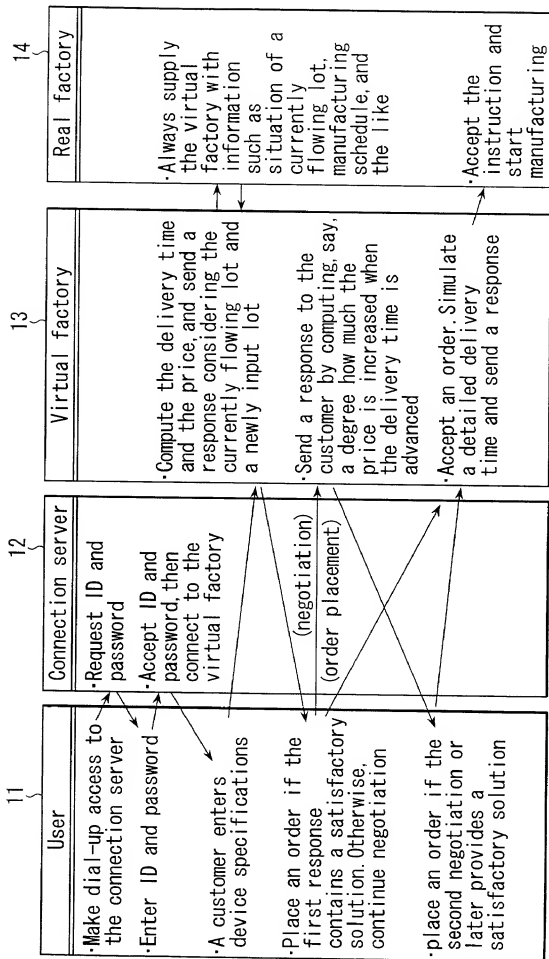 11
User
·Make dial-up access to
the connection server
·Enter ID and password
·A customer enters
device specifications
·Place an order if the
first response
contains a satisfactory
solution. Otherwise,
continue negotiation
·place an order if the
second negotiation or
later provides a
satisfactory solution
12
Connection server
·Request ID and
password
·Accept ID and
password, then
connect to the
virtual factory
(negotiation)
(order placement)
13
Virtual factory
·Compute the delivery time
and the price, and send a
response considering the
currently flowing lot and
a newly input lot
·Send a response to the
customer by computing, say,
a degree how much the
price is increased when
the delivery time is
advanced
·Accept an order. Simulate
a detailed delivery
time and send a response
14
Real factory
·Always supply
the virtual
factory with
information
such as
situation of a
currently
flowing lot,
manufacturing
schedule, and
the like
·Accept the
instruction and
start
manufacturing